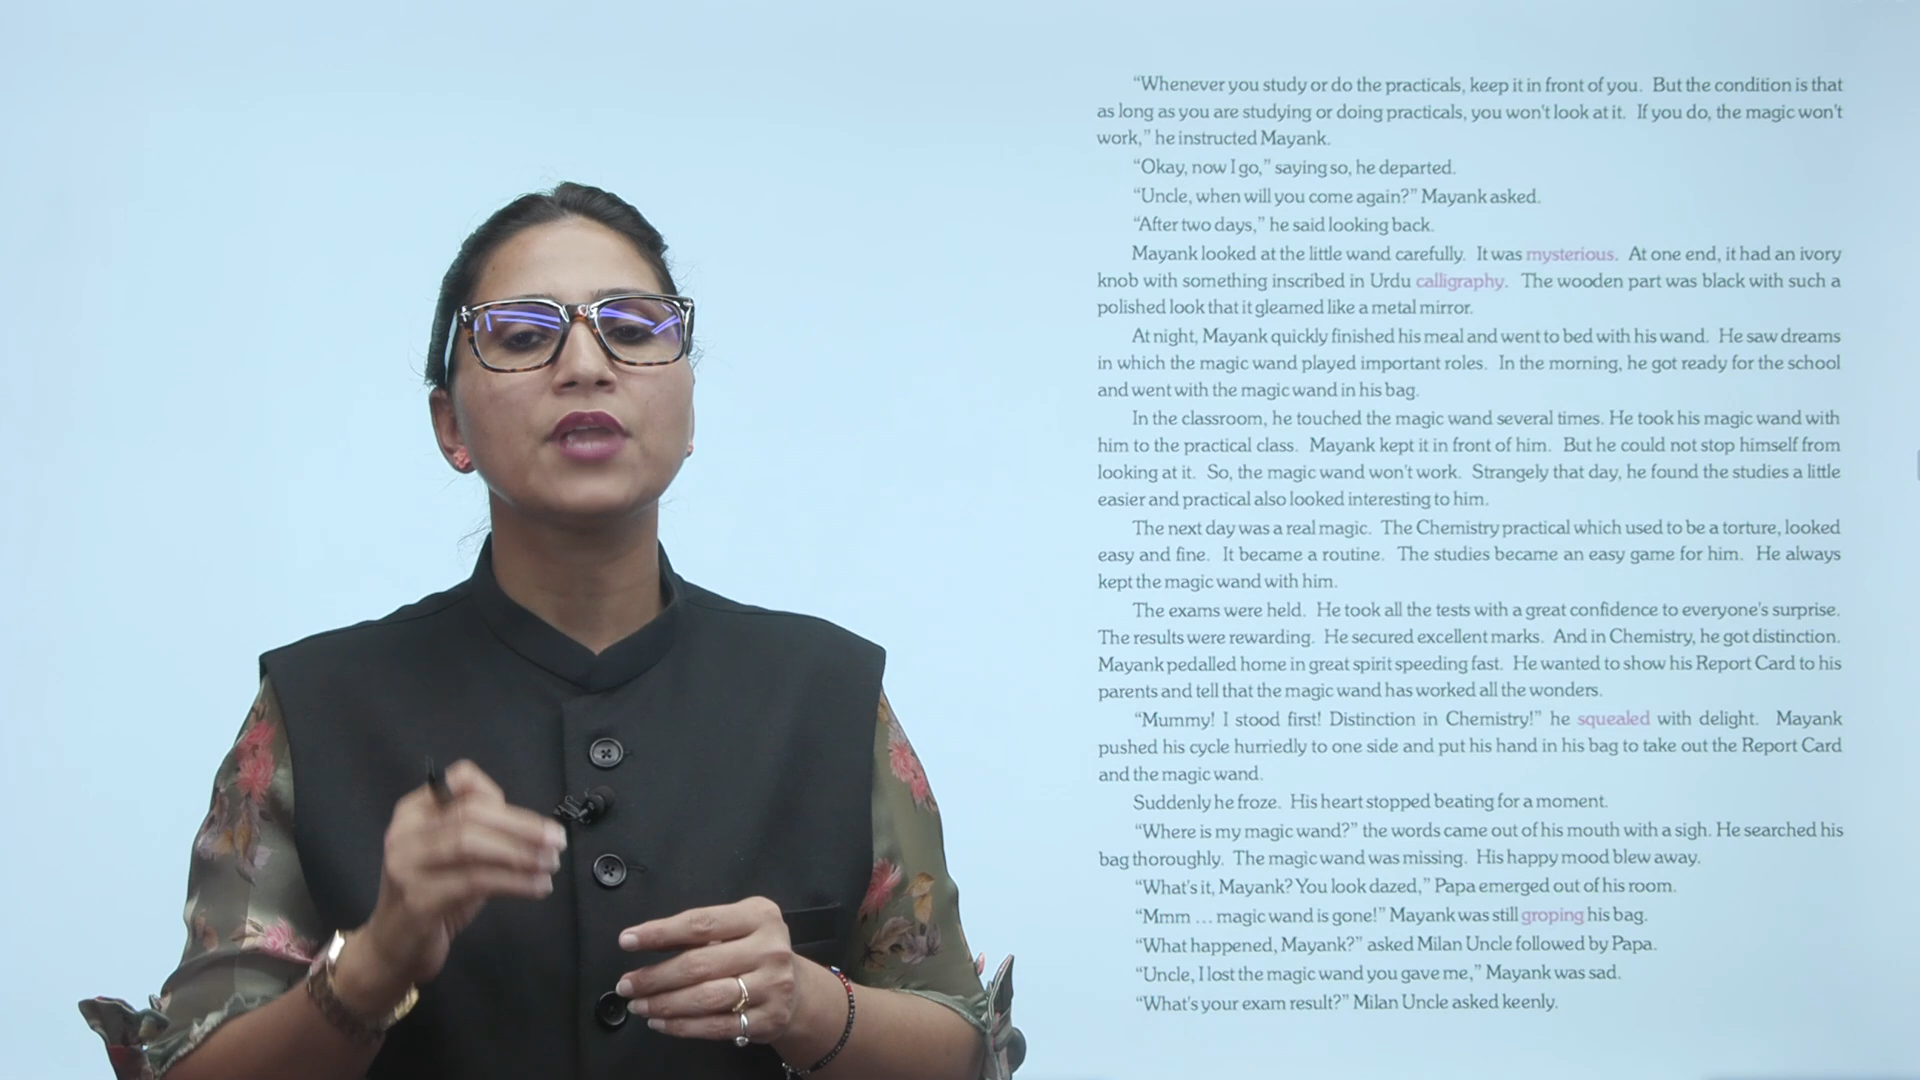 “Whenever you study or do the practicals, keep it in front of you. But the condition is that
as long as you are studying or doing practicals, you won't look at it. If you do, the magic won't
work,” he instructed Mayank.
“Okay, now I go,” saying so, he departed.
“Uncle, when will you come again?” Mayank asked.
“After two days,” he said looking back.
Mayank looked at the little wand carefully. It was mysterious. At one end, it had an ivory
knob with something inscribed in Urdu calligraphy. The wooden part was black with such a
polished look that it gleamed like a metal mirror.
At night, Mayank quickly finished his meal and went to bed with his wand. He saw dreams
in which the magic wand played important roles. In the morning, he got ready for the school
and went with the magic wand in his bag.
In the classroom, he touched the magic wand several times. He took his magic wand with
him to the practical class. Mayank kept it in front of him. But he could not stop himself from
looking at it. So, the magic wand won't work. Strangely that day, he found the studies a little
easier and practical also looked interesting to him.
The next day was a real magic. The Chemistry practical which used to be a torture, looked
easy and fine. It became a routine. The studies became an easy game for him. He always
kept the magic wand with him.
The exams were held. He took all the tests with a great confidence to everyone's surprise.
The results were rewarding. He secured excellent marks. And in Chemistry, he got distinction.
Mayank pedalled home in great spirit speeding fast. He wanted to show his Report Card to his
parents and tell that the magic wand has worked all the wonders.
“Mummy! I stood first! Distinction in Chemistry!” he squealed with delight. Mayank
pushed his cycle hurriedly to one side and put his hand in his bag to take out the Report Card
and the magic wand.
Suddenly he froze. His heart stopped beating for a moment.
“Where is my magic wand?” the words came out of his mouth with a sigh. He searched his
bag thoroughly. The magic wand was missing. His happy mood blew away.
“What's it, Mayank? You look dazed,” Papa emerged out of his room.
“Mmm ... magic wand is gone!” Mayank was still groping his bag.
“What happened, Mayank?” asked Milan Uncle followed by Papa.
“Uncle, I lost the magic wand you gave me,” Mayank was sad.
“What's your exam result?” Milan Uncle asked keenly.